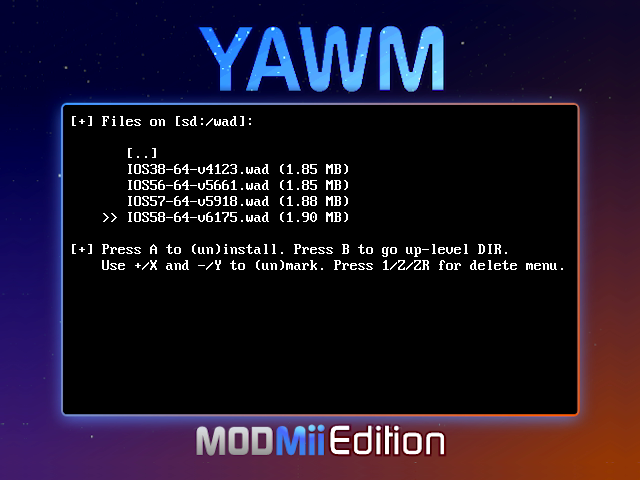 YAWM
[+] Files on [sd:/wad]:
[..]
IOS38-64-v4123.wad (1.85 MB)
IOS56-64-v5661.wad (1.85 MB)
IOS57-64-v5918.wad (1.88 MB)
>> IOS58-64-v6175.wad (1.90 MB)
[+] Press A to (un)install. Press B to go up-level DIR.
Use +/X and -/Y to (un)mark. Press 1/Z/ZR for delete menu.
MODMii Edition